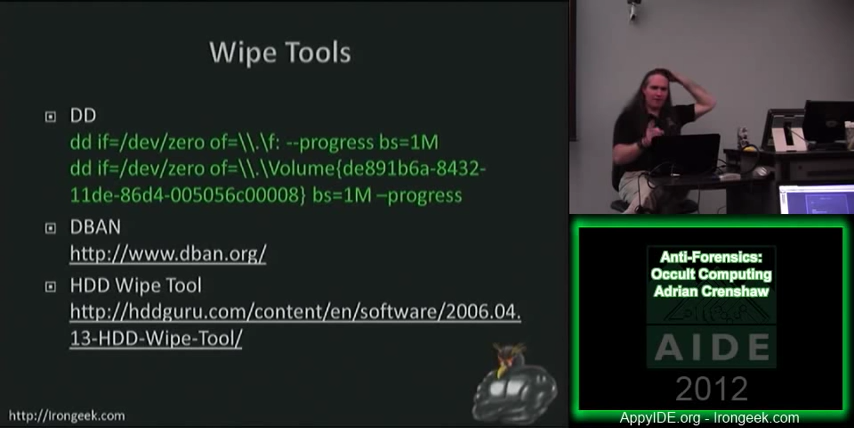 Wipe Tools
DD
dd if=/dev/zero of=\\.\f: --progress bs=1M
dd if=/dev/zero of=\\.\Volume{de891b6a-8432-
11de-86d4-005056c00008} bs=1M –progress
DBAN
http://www.dban.org/
HDD Wipe Tool
http://hddguru.com/content/en/software/2006.04.
13-HDD-Wipe-Tool/
http://Irongeek.com
Anti-Forensics:
Occult Computing
Adrian Crenshaw
AIDE
2012
AppyIDE.org - Irongeek.com